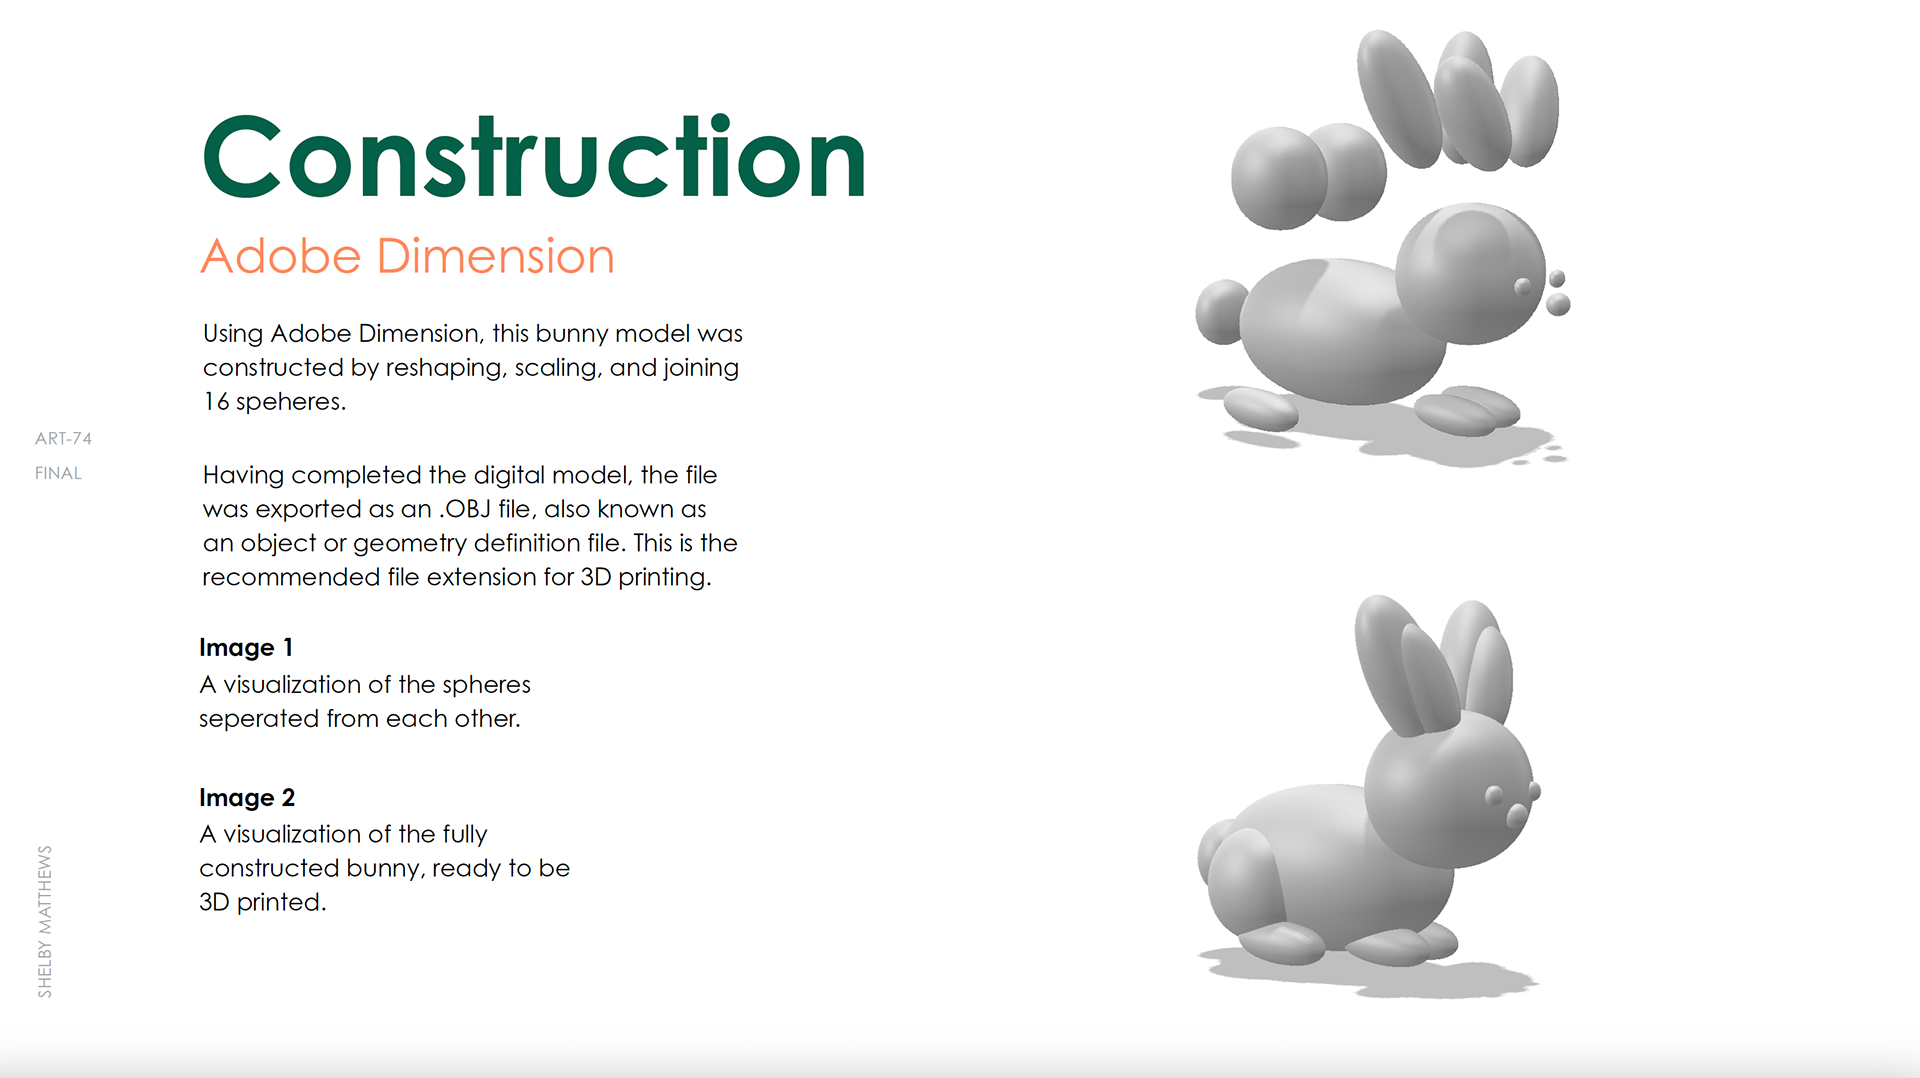 Construction
Adobe Dimension
Using Adobe Dimension, this bunny model was
constructed by reshaping, scaling, and joining
16 speheres.
Having completed the digital model, the file
was exported as an .OBJ file, also known as
an object or geometry definition file. This is the
recommended file extension for 3D printing.
Image 1
A visualization of the spheres
seperated from each other.
Image 2
A visualization of the fully
constructed bunny, ready to be
3D printed.
ART-74
FINAL
SHELBY MATTHEWS